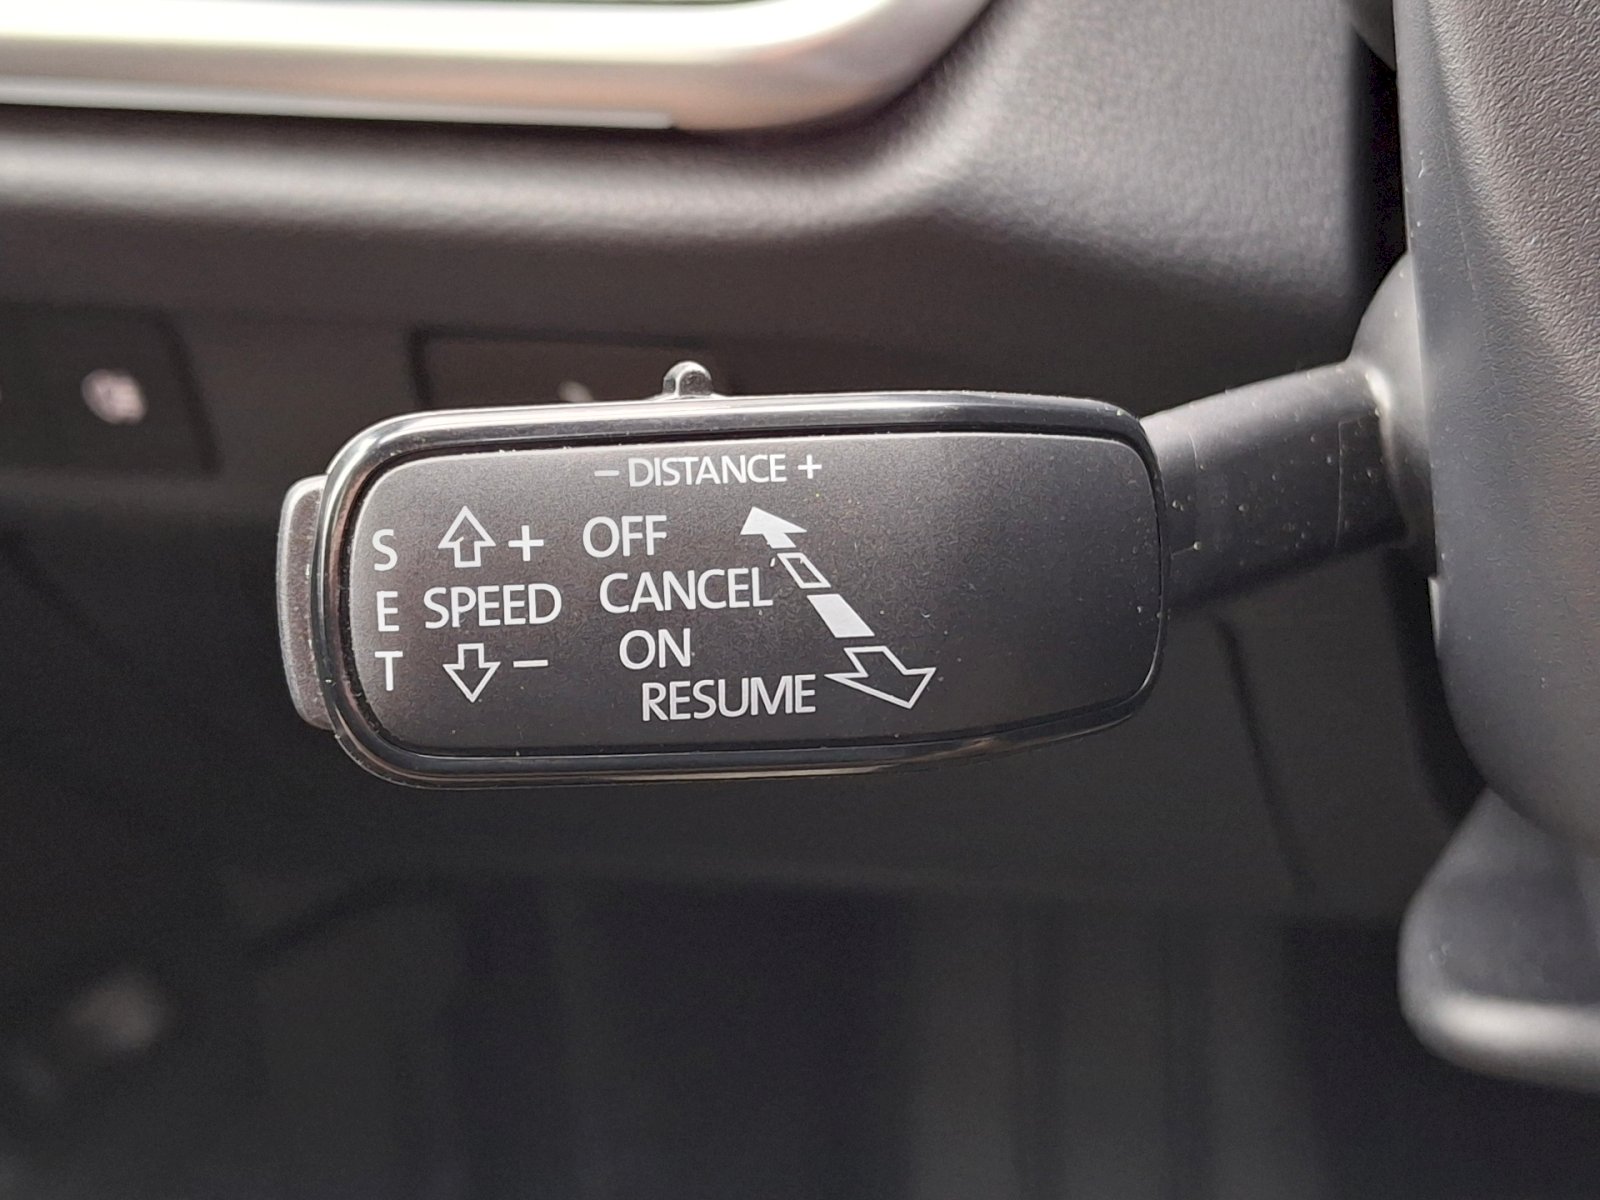 – DISTANCE +
S + OFF
E SPEED CANCEL
T – ON
RESUME